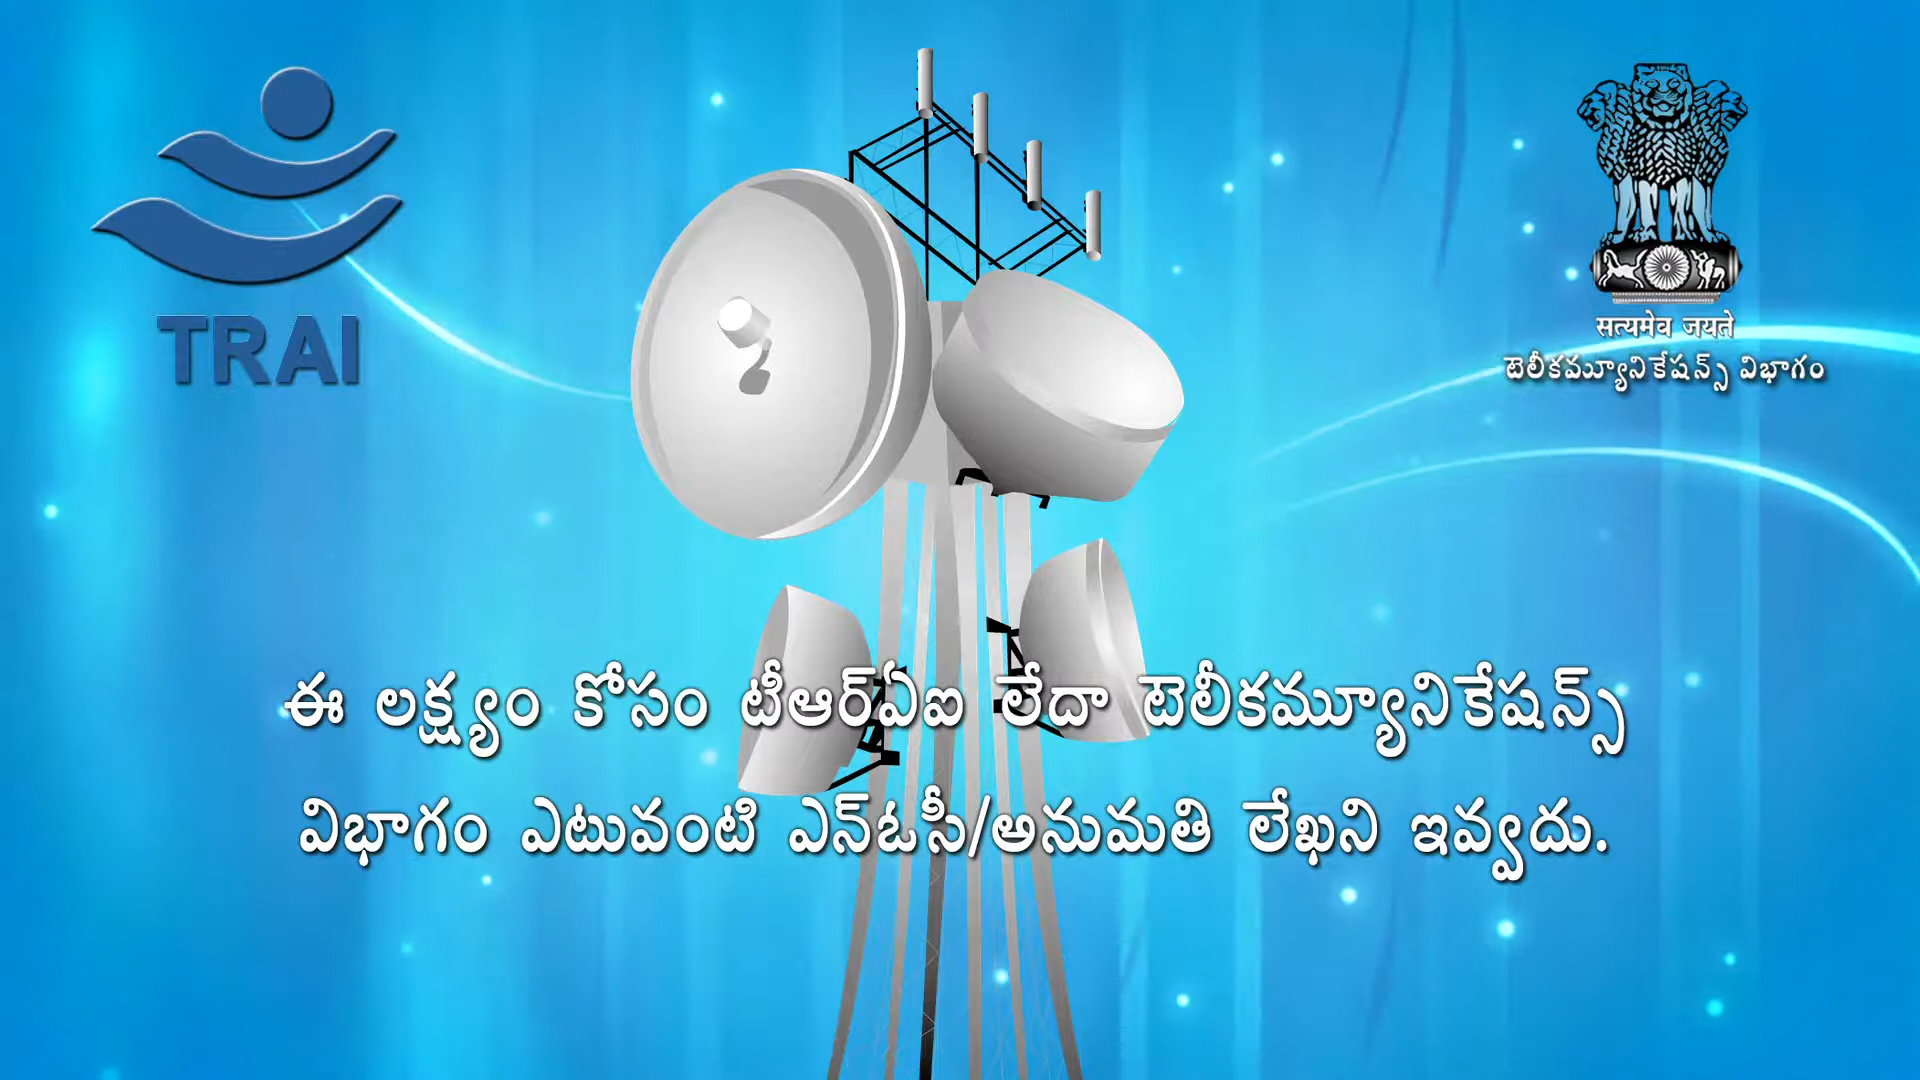 TRAI
सत्यमेव जयते
టెలీకమ్యూనికేషన్స్ విభాగం
ఈ లక్ష్యం కోసం టీఆర్ఏఐ లేదా టెలీకమ్యూనికేషన్స్
విభాగం ఎటువంటి ఎన్ఓసీ/అనుమతి లేఖని ఇవ్వదు.